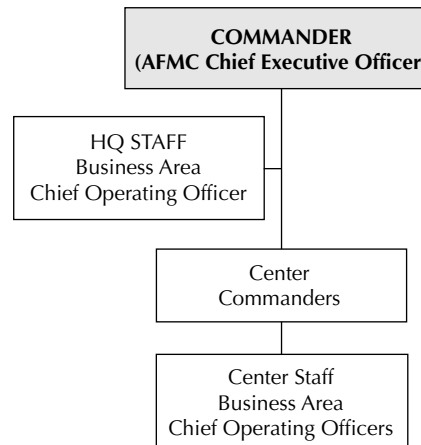 COMMANDER
(AFMC Chief Executive Officer
HQ STAFF
Business Area
Chief Operating Officer
Center
Commanders
Center Staff
Business Area
Chief Operating Officers